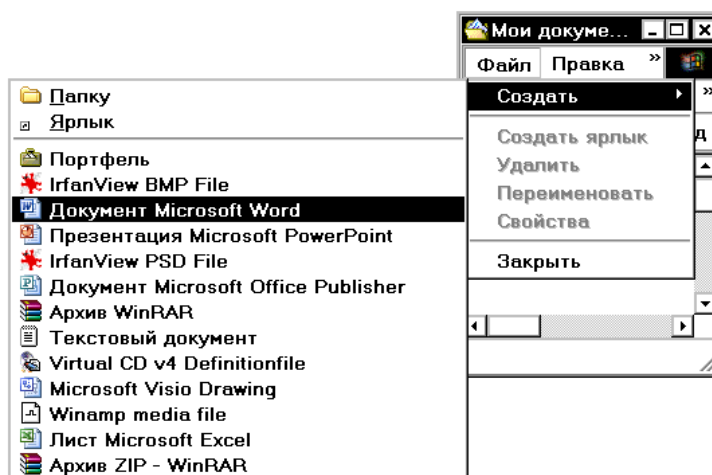 Мои докуме...
Файл Правка »
Создать
Создать ярлык
Удалить
Переименовать
Свойства
Закрыть
Папку
Ярлык
Портфель
IrfanView BMP File
Документ Microsoft Word
Презентация Microsoft PowerPoint
IrfanView PSD File
Документ Microsoft Office Publisher
Архив WinRAR
Текстовый документ
Virtual CD v4 Definitionfile
Microsoft Visio Drawing
Winamp media file
Лист Microsoft Excel
Архив ZIP - WinRAR